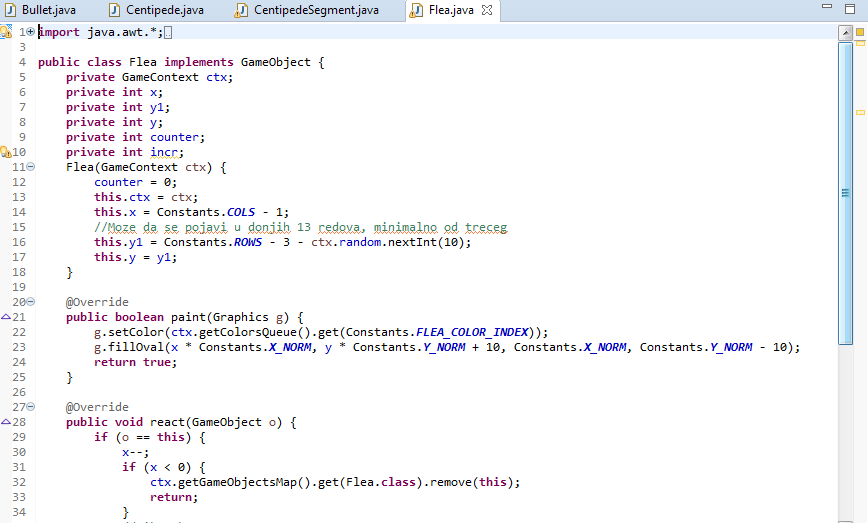 Bullet.java Centipede.java CentipedeSegment.java Flea.java
1 import java.awt.*;
3
4 public class Flea implements GameObject {
5 private GameContext ctx;
6 private int x;
7 private int y1;
8 private int y;
9 private int counter;
10 private int incr;
11 Flea(GameContext ctx) {
12 counter = 0;
13 this.ctx = ctx;
14 this.x = Constants.COLS - 1;
15 //Moze da se pojavi u donjih 13 redova, minimalno od treceg
16 this.y1 = Constants.ROWS - 3 - ctx.random.nextInt(10);
17 this.y = y1;
18 }
19
20 @Override
21 public boolean paint(Graphics g) {
22 g.setColor(ctx.getColorsQueue().get(Constants.FLEA_COLOR_INDEX));
23 g.fillOval(x * Constants.X_NORM, y * Constants.Y_NORM + 10, Constants.X_NORM, Constants.Y_NORM - 10);
24 return true;
25 }
26
27 @Override
28 public void react(GameObject o) {
29 if (o == this) {
30 x--;
31 if (x < 0) {
32 ctx.getGameObjectsMap().get(Flea.class).remove(this);
33 return;
34 }